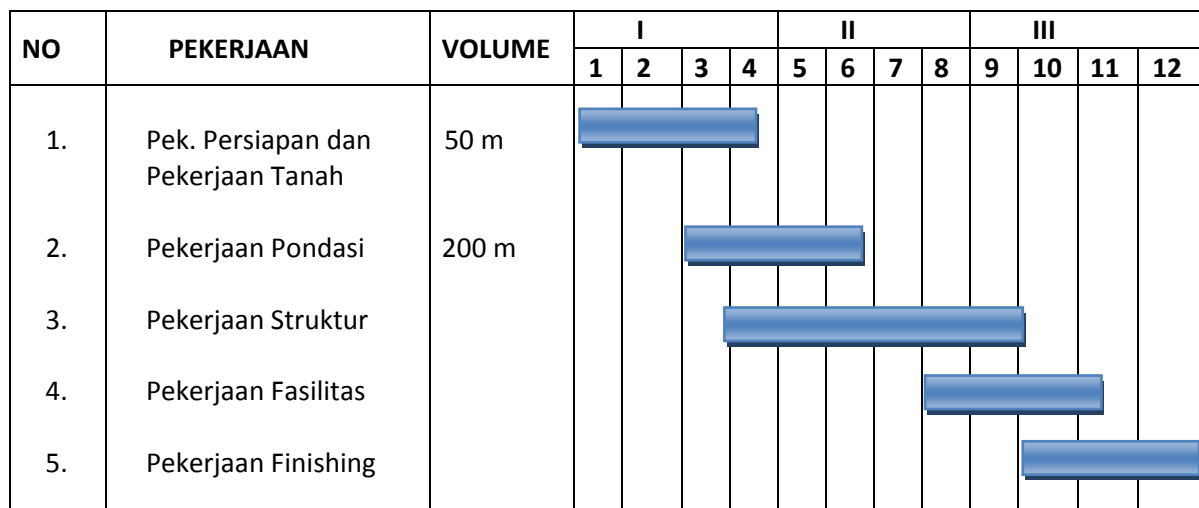 NO PEKERJAAN VOLUME I II III
1 2 3 4 5 6 7 8 9 10 11 12
1. Pek. Persiapan dan 50 m
Pekerjaan Tanah
2. Pekerjaan Pondasi 200 m
3. Pekerjaan Struktur
4. Pekerjaan Fasilitas
5. Pekerjaan Finishing